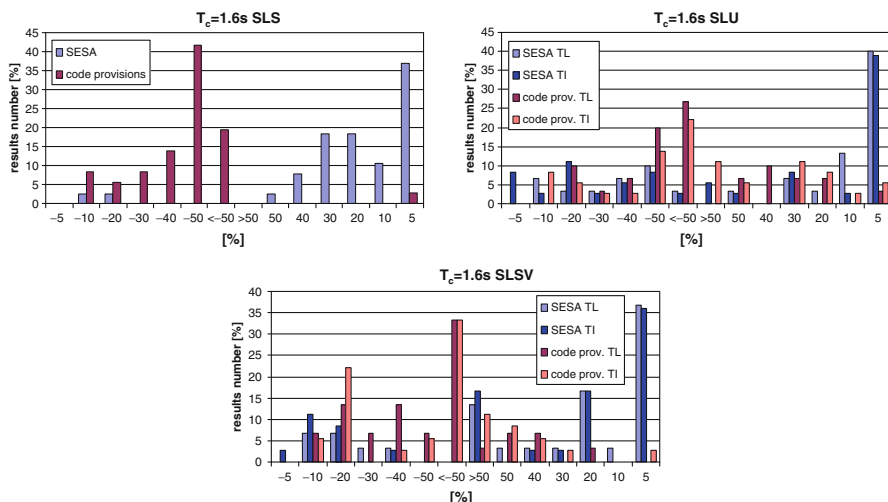 T_c=1.6s SLS
results number [%]
45
40
35
30
25
20
15
10
5
0
SESA
code provisions
−5 −10 −20 −30 −40 −50 <−50 >50 50 40 30 20 10 5
[%]
T_c=1.6s SLU
results number [%]
45
40
35
30
25
20
15
10
5
0
SESA TL
SESA TI
code prov. TL
code prov. TI
−5 −10 −20 −30 −40 −50 <−50 >50 50 40 30 20 10 5
[%]
T_c=1.6s SLSV
results number [%]
40
35
30
25
20
15
10
5
0
SESA TL
SESA TI
code prov. TL
code prov. TI
−5 −10 −20 −30 −40 −50 <−50 >50 50 40 30 20 10 5
[%]